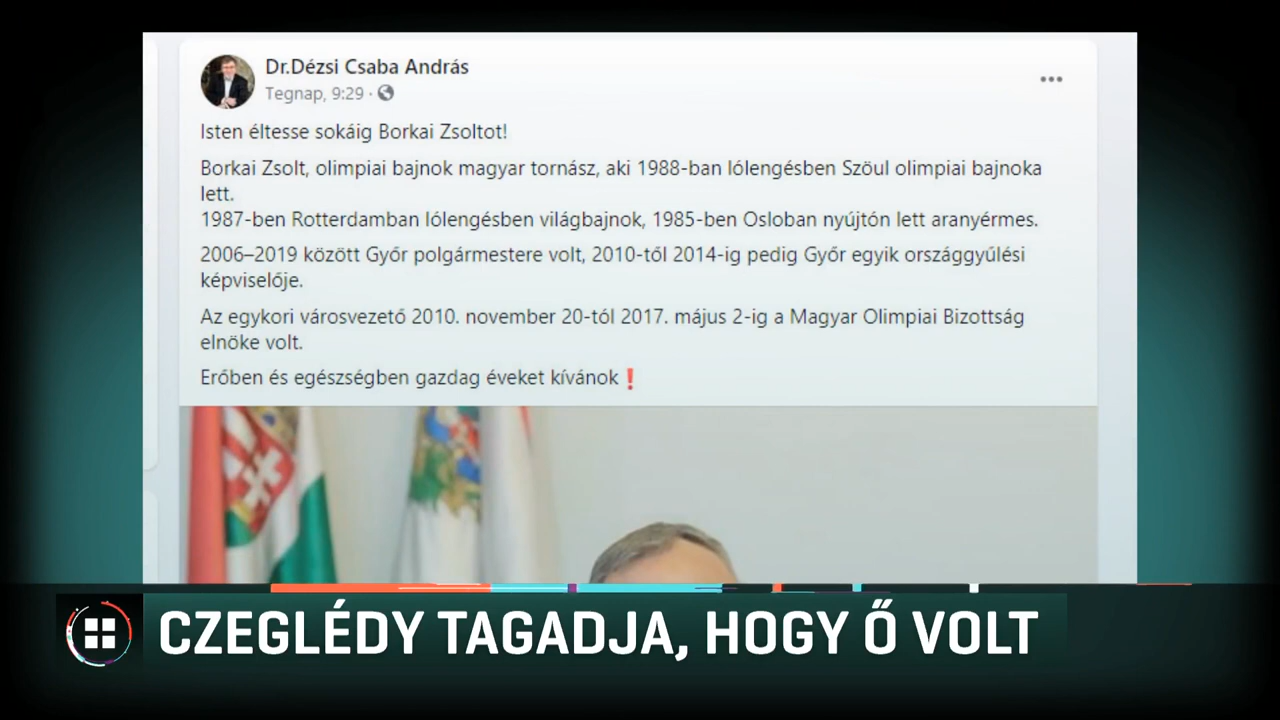 Dr.Dézsi Csaba András
Tegnap, 9:29 ·
Isten éltesse sokáig Borkai Zsoltot!
Borkai Zsolt, olimpiai bajnok magyar tornász, aki 1988-ban lólengésben Szöul olimpiai bajnoka
lett.
1987-ben Rotterdamban lólengésben világbajnok, 1985-ben Osloban nyújtón lett aranyérmes.
2006–2019 között Győr polgármestere volt, 2010-től 2014-ig pedig Győr egyik országgyűlési
képviselője.
Az egykori városvezető 2010. november 20-tól 2017. május 2-ig a Magyar Olimpiai Bizottság
elnöke volt.
Erőben és egészségben gazdag éveket kívánok❗
CZEGLÉDY TAGADJA, HOGY Ő VOLT